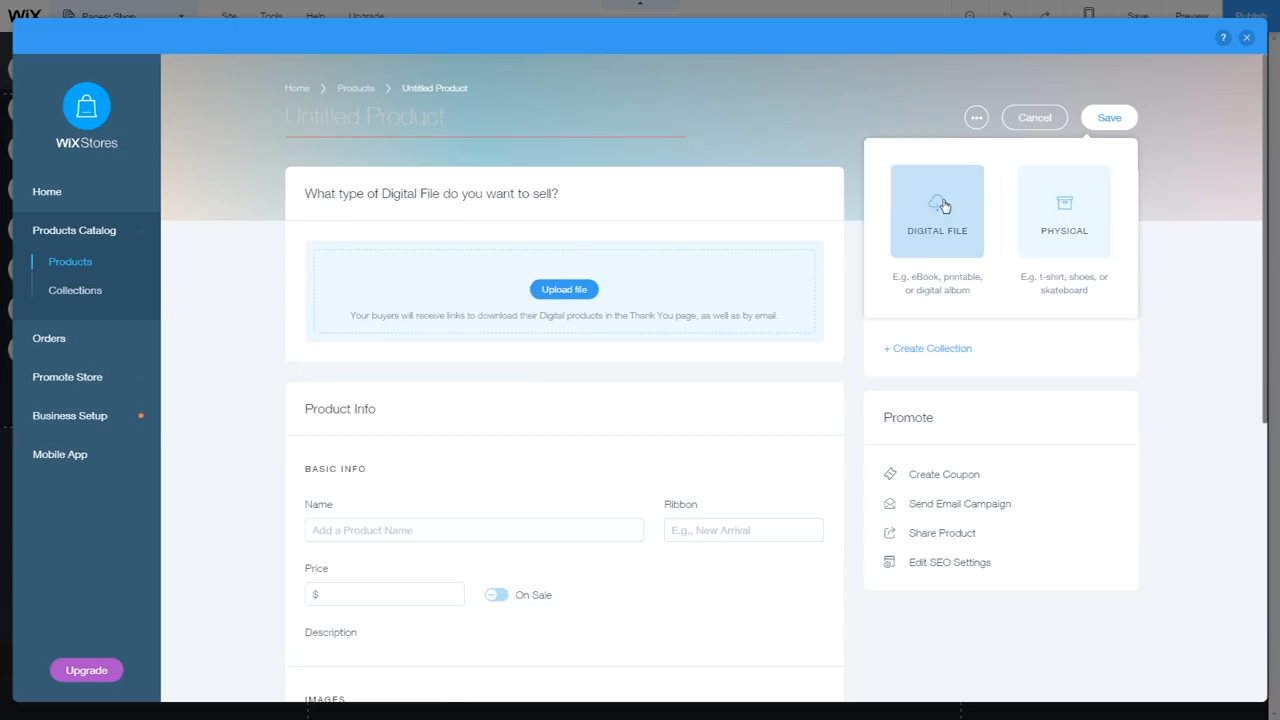 WiX
Pages: Shop
Site
Tools
Help
Upgrade
Save
Preview
Publish
?
WiXStores
Home
Products Catalog
Products
Collections
Orders
Promote Store
Business Setup
Mobile App
Upgrade
Home > Products > Untitled Product
Untitled Product
Cancel
Save
What type of Digital File do you want to sell?
Upload file
Your buyers will receive links to download their Digital products in the Thank You page, as well as by email.
Product Info
BASIC INFO
Name
Ribbon
Add a Product Name
E.g., New Arrival
Price
$
On Sale
Description
IMAGES
DIGITAL FILE
E.g. eBook, printable,
or digital album
PHYSICAL
E.g. t-shirt, shoes, or
skateboard
+ Create Collection
Promote
Create Coupon
Send Email Campaign
Share Product
Edit SEO Settings